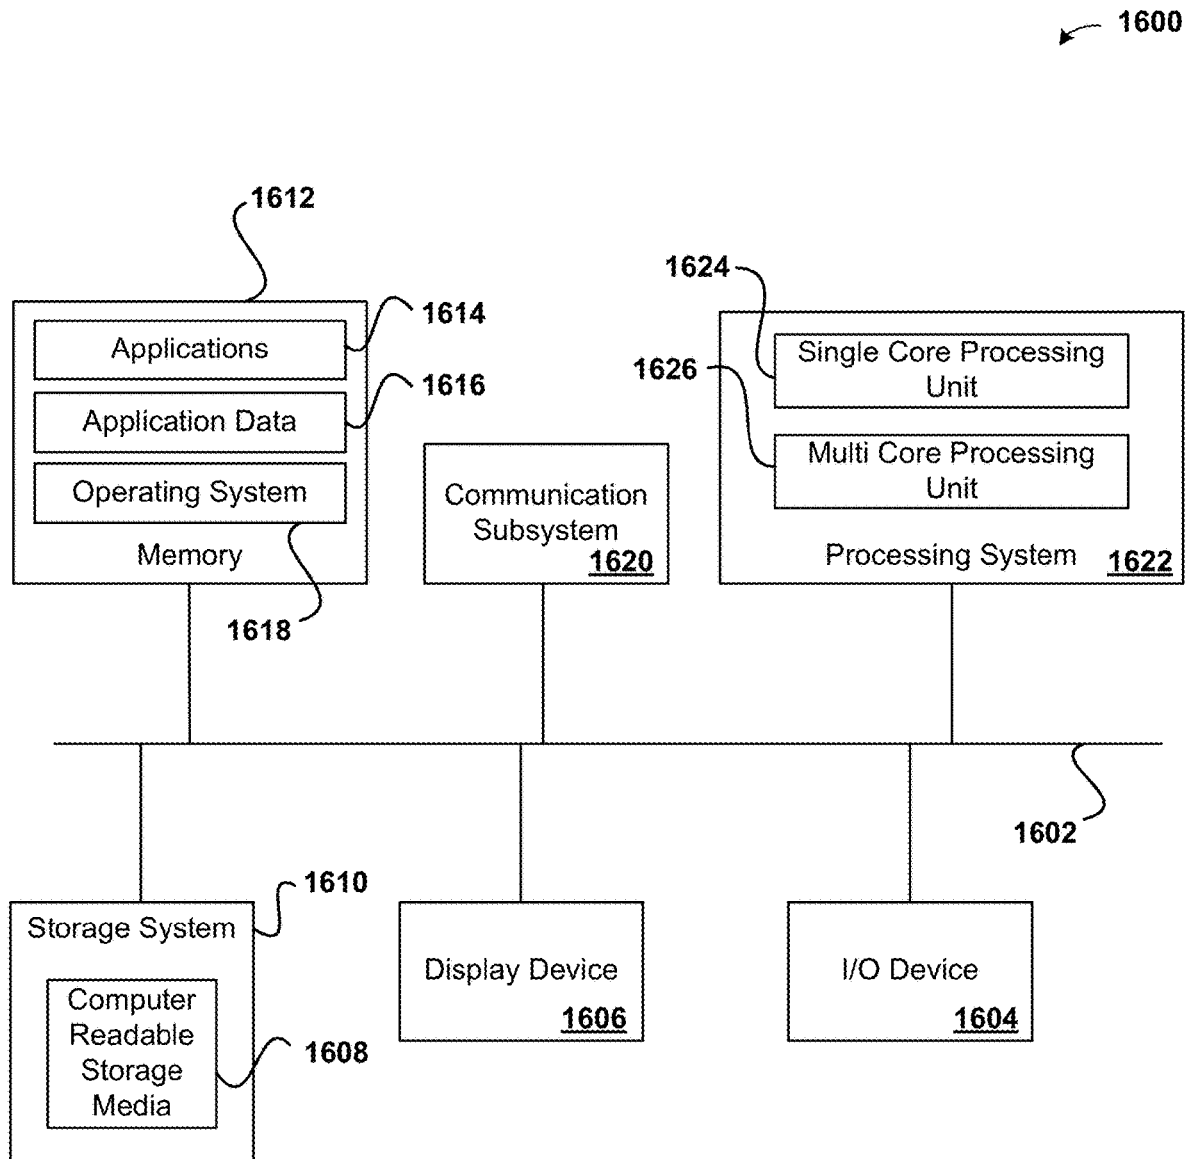 1600
1612
1614
Applications
1616
Application Data
Operating System
Memory
1618
Communication
Subsystem
1620
1624
Single Core Processing
Unit
1626
Multi Core Processing
Unit
Processing System
1622
1602
1610
Storage System
Computer
Readable
Storage
Media
1608
Display Device
1606
I/O Device
1604